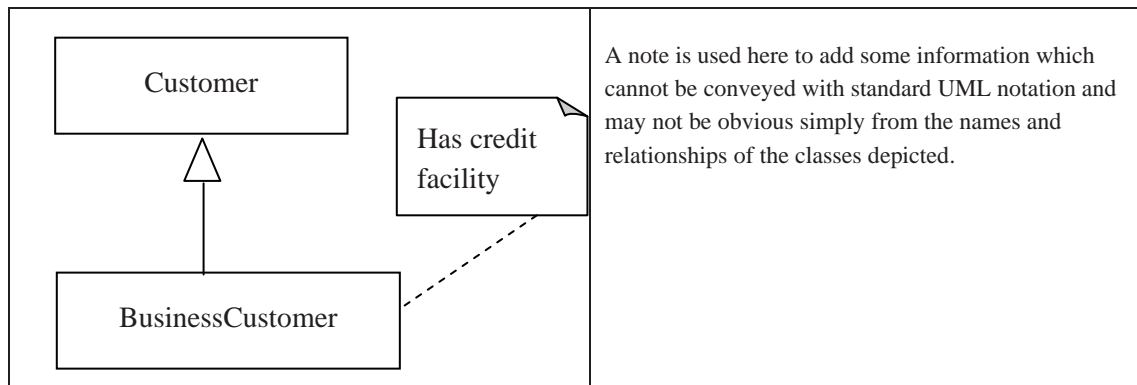 Customer
Has credit
facility
BusinessCustomer
A note is used here to add some information which
cannot be conveyed with standard UML notation and
may not be obvious simply from the names and
relationships of the classes depicted.